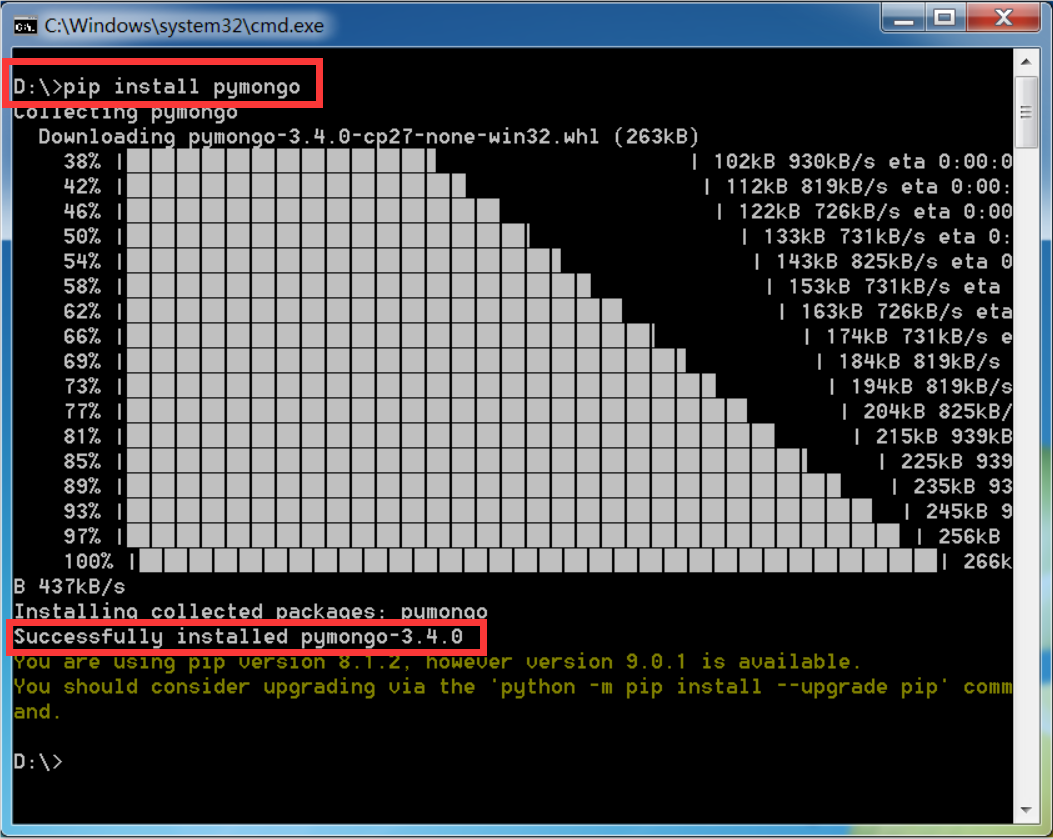 C:\Windows\system32\cmd.exe
D:\>pip install pymongo
Collecting pymongo
Downloading pymongo-3.4.0-cp27-none-win32.whl (263kB)
38% | | 102kB 930kB/s eta 0:00:0
42% | | 112kB 819kB/s eta 0:00:
46% | | 122kB 726kB/s eta 0:00
50% | | 133kB 731kB/s eta 0:
54% | | 143kB 825kB/s eta 0
58% | | 153kB 731kB/s eta
62% | | 163kB 726kB/s eta
66% | | 174kB 731kB/s e
69% | | 184kB 819kB/s
73% | | 194kB 819kB/s
77% | | 204kB 825kB/
81% | | 215kB 939kB
85% | | 225kB 939
89% | | 235kB 93
93% | | 245kB 9
97% | | 256kB
100% | | 266k
B 437kB/s
Installing collected packages: pymongo
Successfully installed pymongo-3.4.0
You are using pip version 8.1.2, however version 9.0.1 is available.
You should consider upgrading via the 'python -m pip install --upgrade pip' comm
and.
D:\>